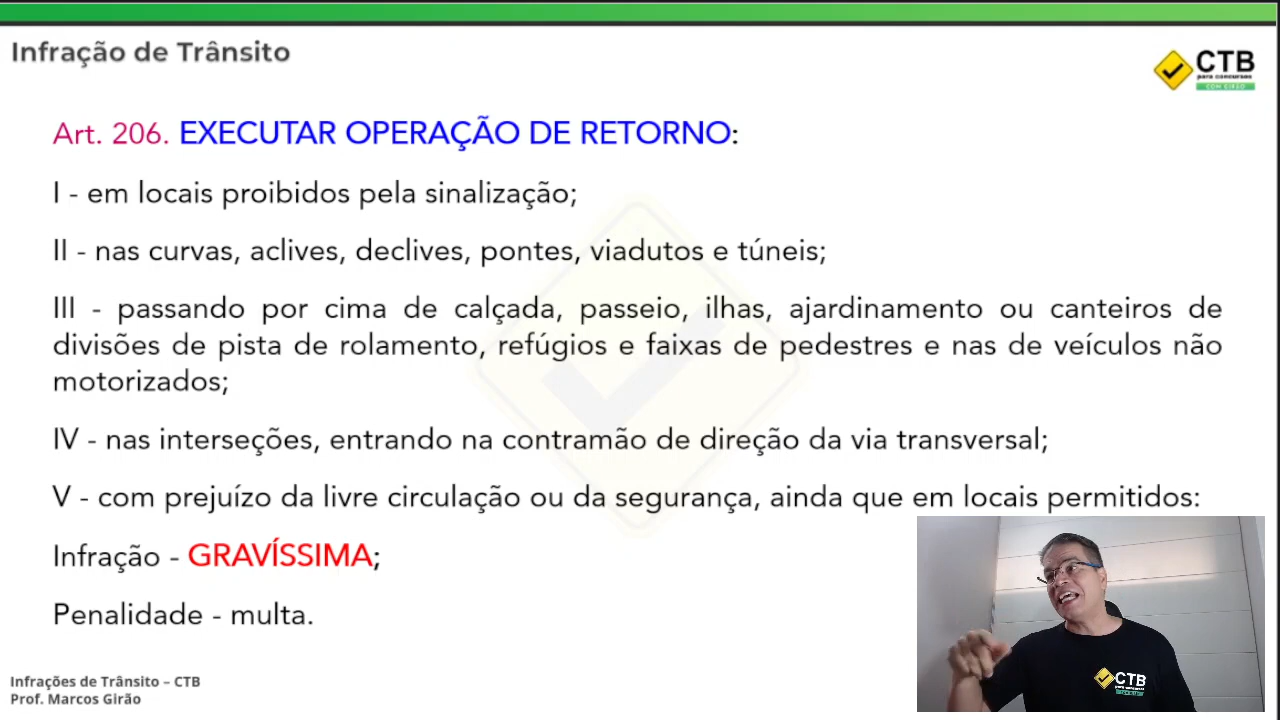 Infração de Trânsito
CTB
para concursos
COM GIRÃO
Art. 206. EXECUTAR OPERAÇÃO DE RETORNO:
I - em locais proibidos pela sinalização;
II - nas curvas, aclives, declives, pontes, viadutos e túneis;
III - passando por cima de calçada, passeio, ilhas, ajardinamento ou canteiros de
divisões de pista de rolamento, refúgios e faixas de pedestres e nas de veículos não
motorizados;
IV - nas interseções, entrando na contramão de direção da via transversal;
V - com prejuízo da livre circulação ou da segurança, ainda que em locais permitidos:
Infração - GRAVÍSSIMA;
Penalidade - multa.
CTB
Infrações de Trânsito – CTB
Prof. Marcos Girão